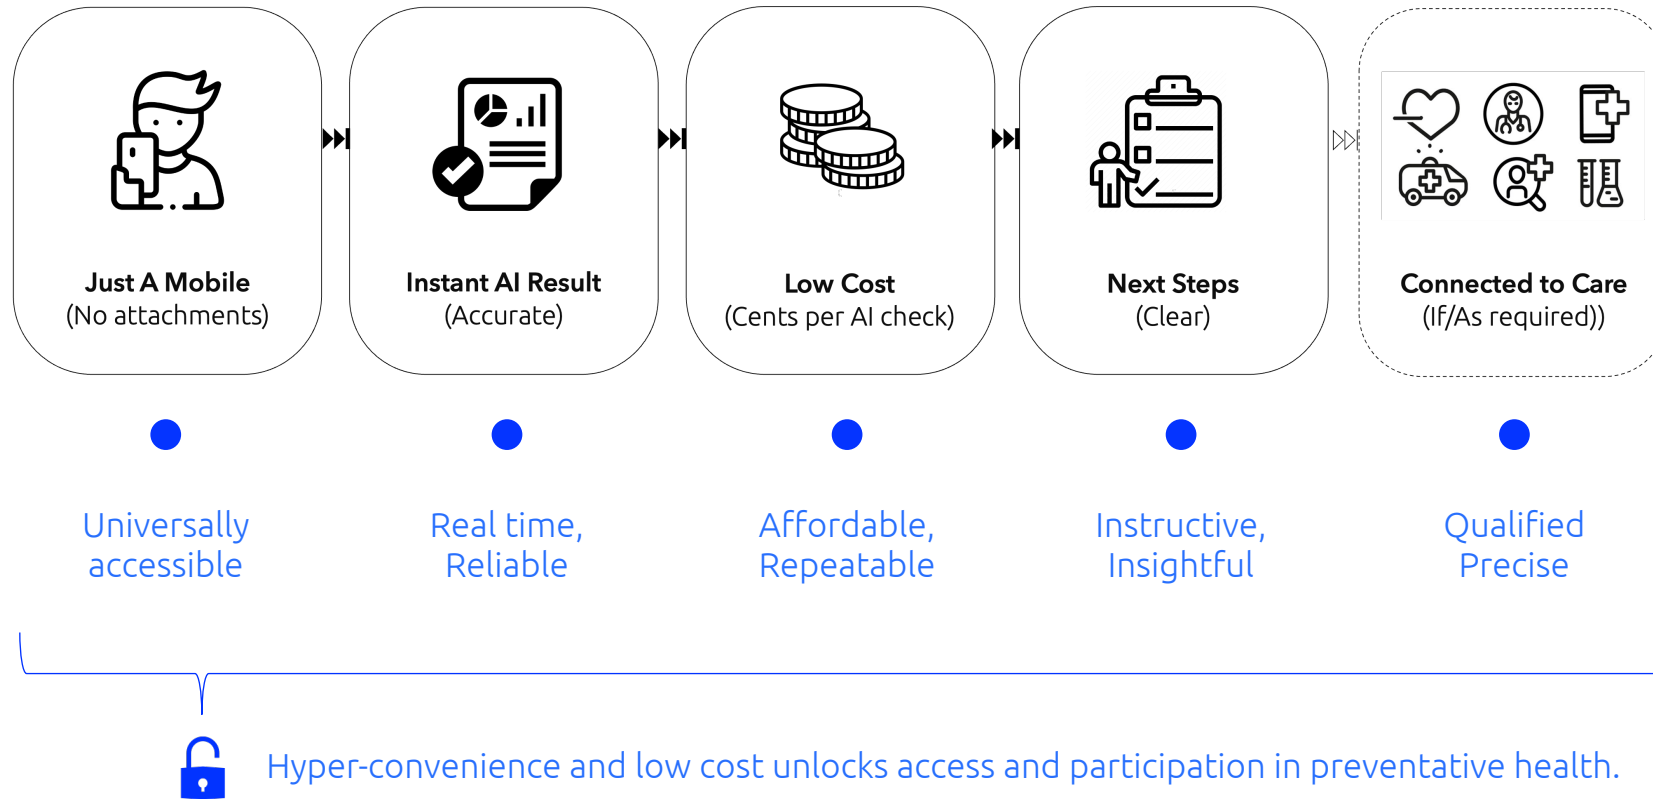 Just A Mobile
(No attachments)
Instant AI Result
(Accurate)
Low Cost
(Cents per AI check)
Next Steps
(Clear)
Connected to Care
(If/As required))
Universally
accessible
Real time,
Reliable
Affordable,
Repeatable
Instructive,
Insightful
Qualified
Precise
Hyper-convenience and low cost unlocks access and participation in preventative health.